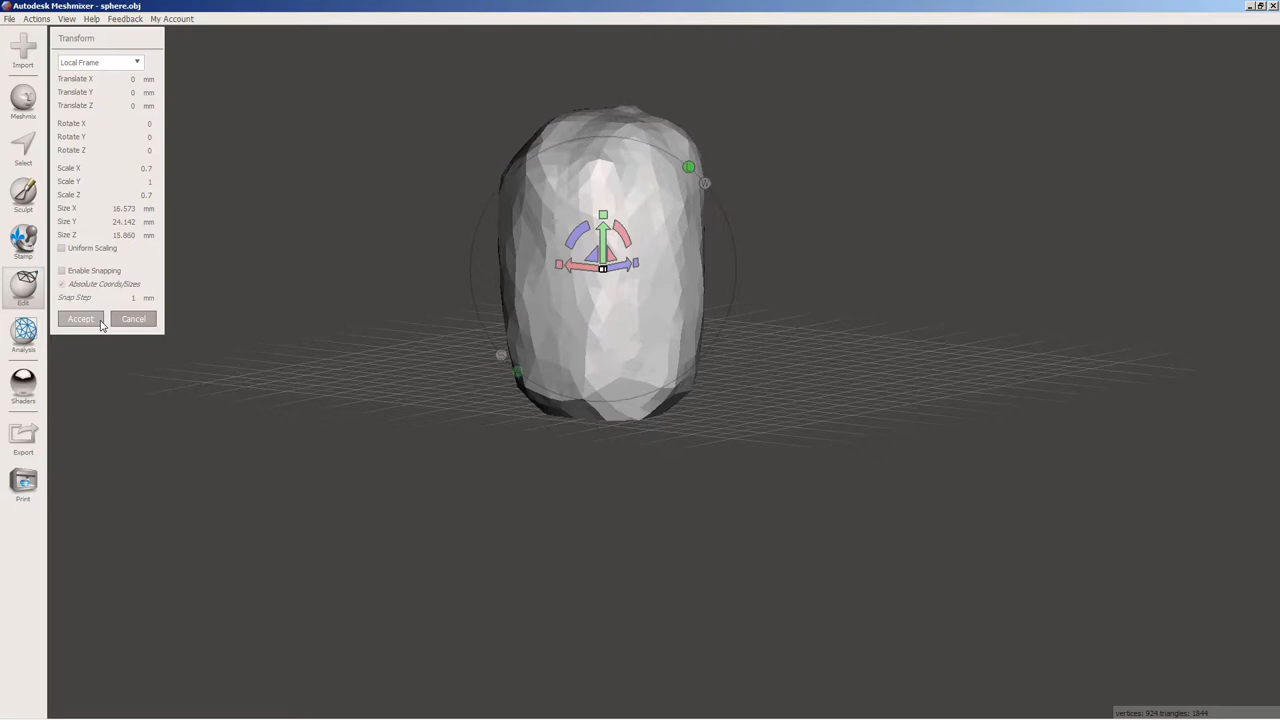 Autodesk Meshmixer - sphere.obj
File Actions View Help Feedback My Account
Import
Meshmix
Select
Sculpt
Stamp
Edit
Analysis
Shaders
Export
Print
Transform
Local Frame
Translate X 0 mm
Translate Y 0 mm
Translate Z 0 mm
Rotate X 0
Rotate Y 0
Rotate Z 0
Scale X 0.7
Scale Y 1
Scale Z 0.7
Size X 16.573 mm
Size Y 24.142 mm
Size Z 15.860 mm
Uniform Scaling
Enable Snapping
Absolute Coords/Sizes
Snap Step 1 mm
Accept Cancel
W
vertices: 924 triangles: 1844